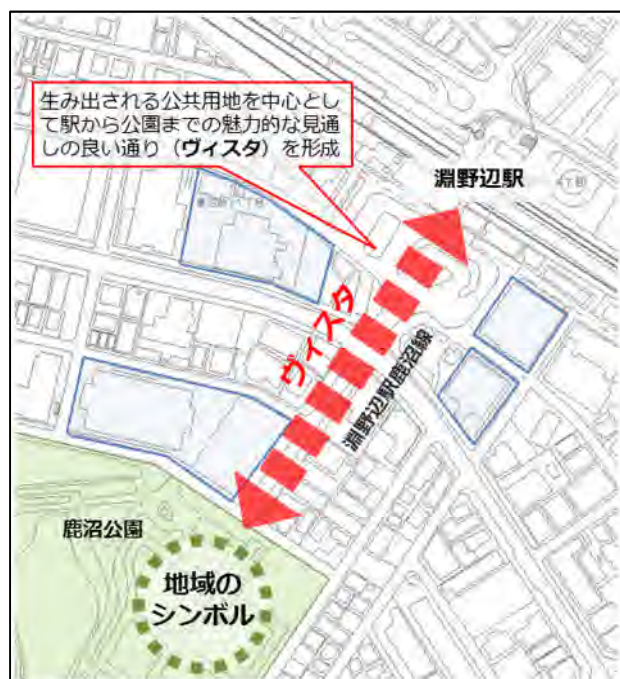 生み出される公共用地を中心とし
て駅から公園までの魅力的な見通
しの良い通り（ヴィスタ）を形成
淵野辺駅
ヴィスタ
淵野辺駅鹿沼線
鹿沼公園
地域の
シンボル